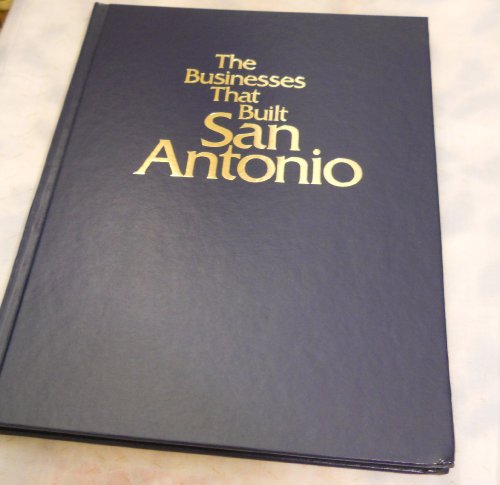 The
Businesses
That
Built
San
Antonio